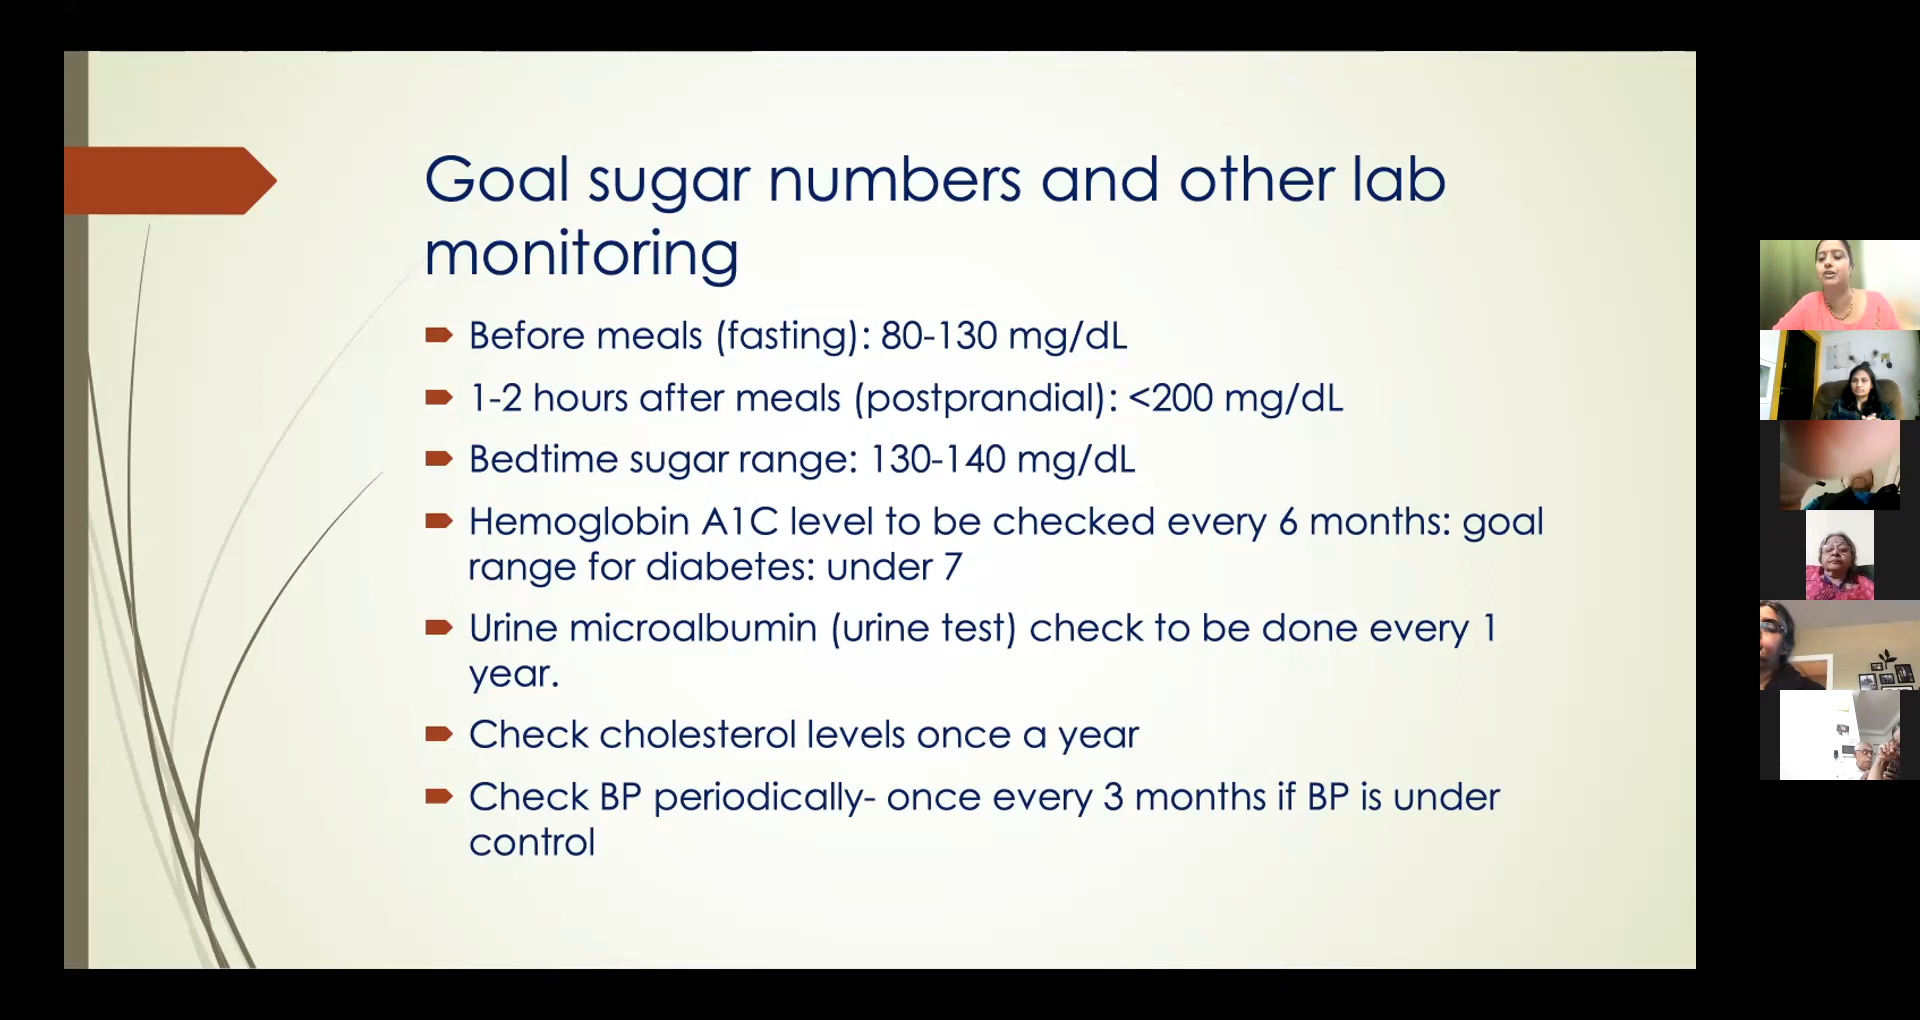 Goal sugar numbers and other lab
monitoring
Before meals (fasting): 80-130 mg/dL
1-2 hours after meals (postprandial): <200 mg/dL
Bedtime sugar range: 130-140 mg/dL
Hemoglobin A1C level to be checked every 6 months: goal
range for diabetes: under 7
Urine microalbumin (urine test) check to be done every 1
year.
Check cholesterol levels once a year
Check BP periodically- once every 3 months if BP is under
control